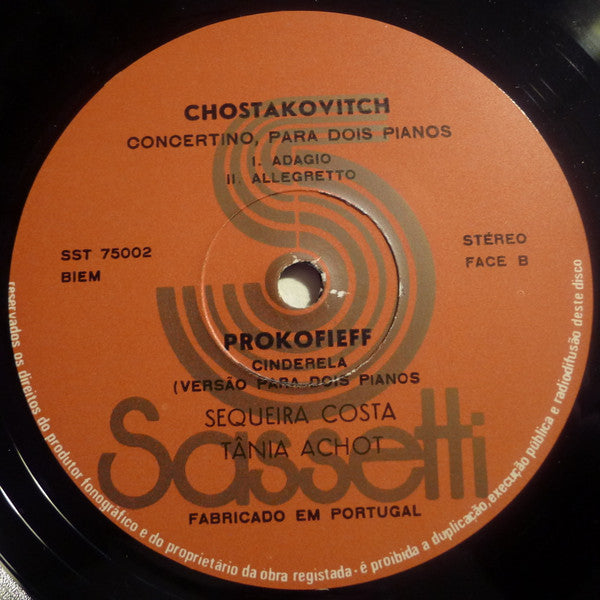 CHOSTAKOVITCH
CONCERTINO, PARA DOIS PIANOS
I. ADAGIO
II. ALLEGRETTO
SST 75002
BIEM
STÉREO
FACE B
PROKOFIEFF
CINDERELA
(VERSÃO PARA DOIS PIANOS
SEQUEIRA COSTA
TÂNIA ACHOT
Sassetti
FABRICADO EM PORTUGAL
reservados os direitos do produtor fonográfico e do proprietário da obra registada - é proibida a duplicação, execução pública e radiodifusão deste disco